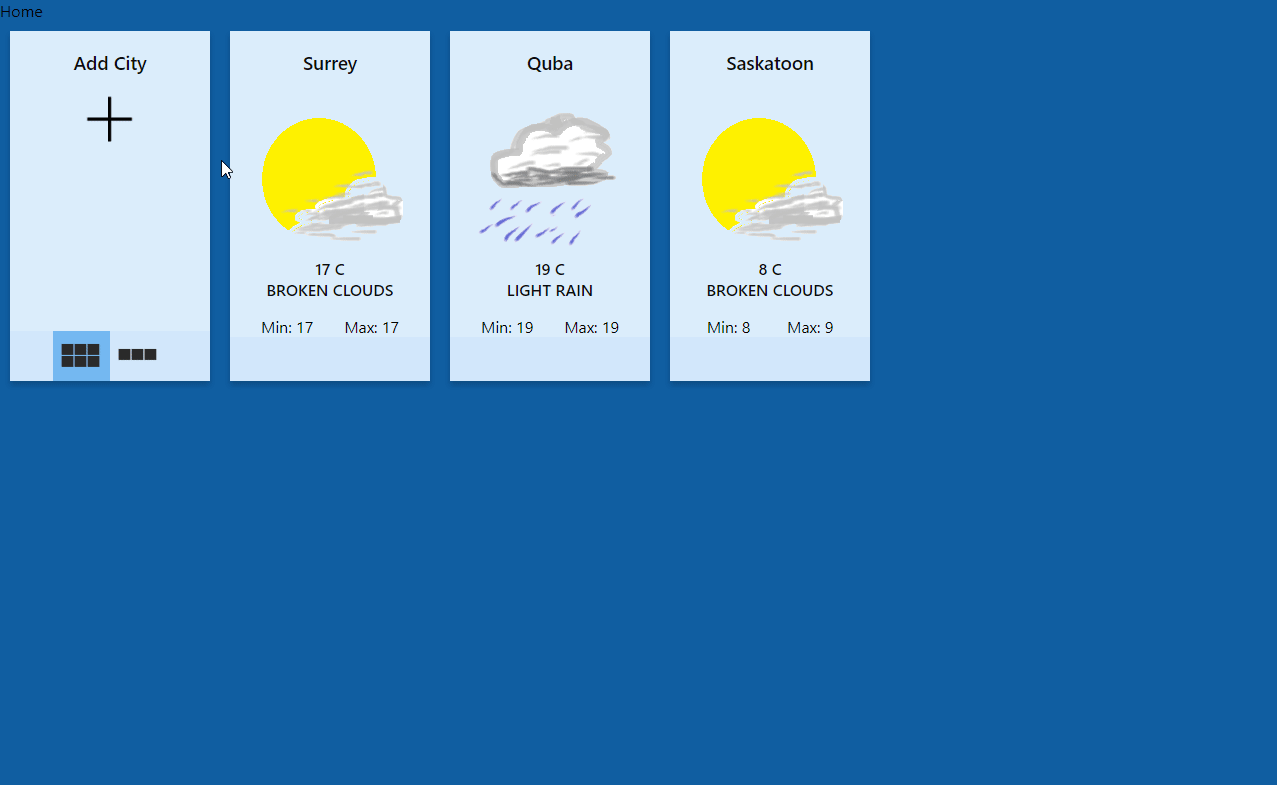 Home
Add City
Surrey
17 C
BROKEN CLOUDS
Min: 17 Max: 17
Quba
19 C
LIGHT RAIN
Min: 19 Max: 19
Saskatoon
8 C
BROKEN CLOUDS
Min: 8 Max: 9